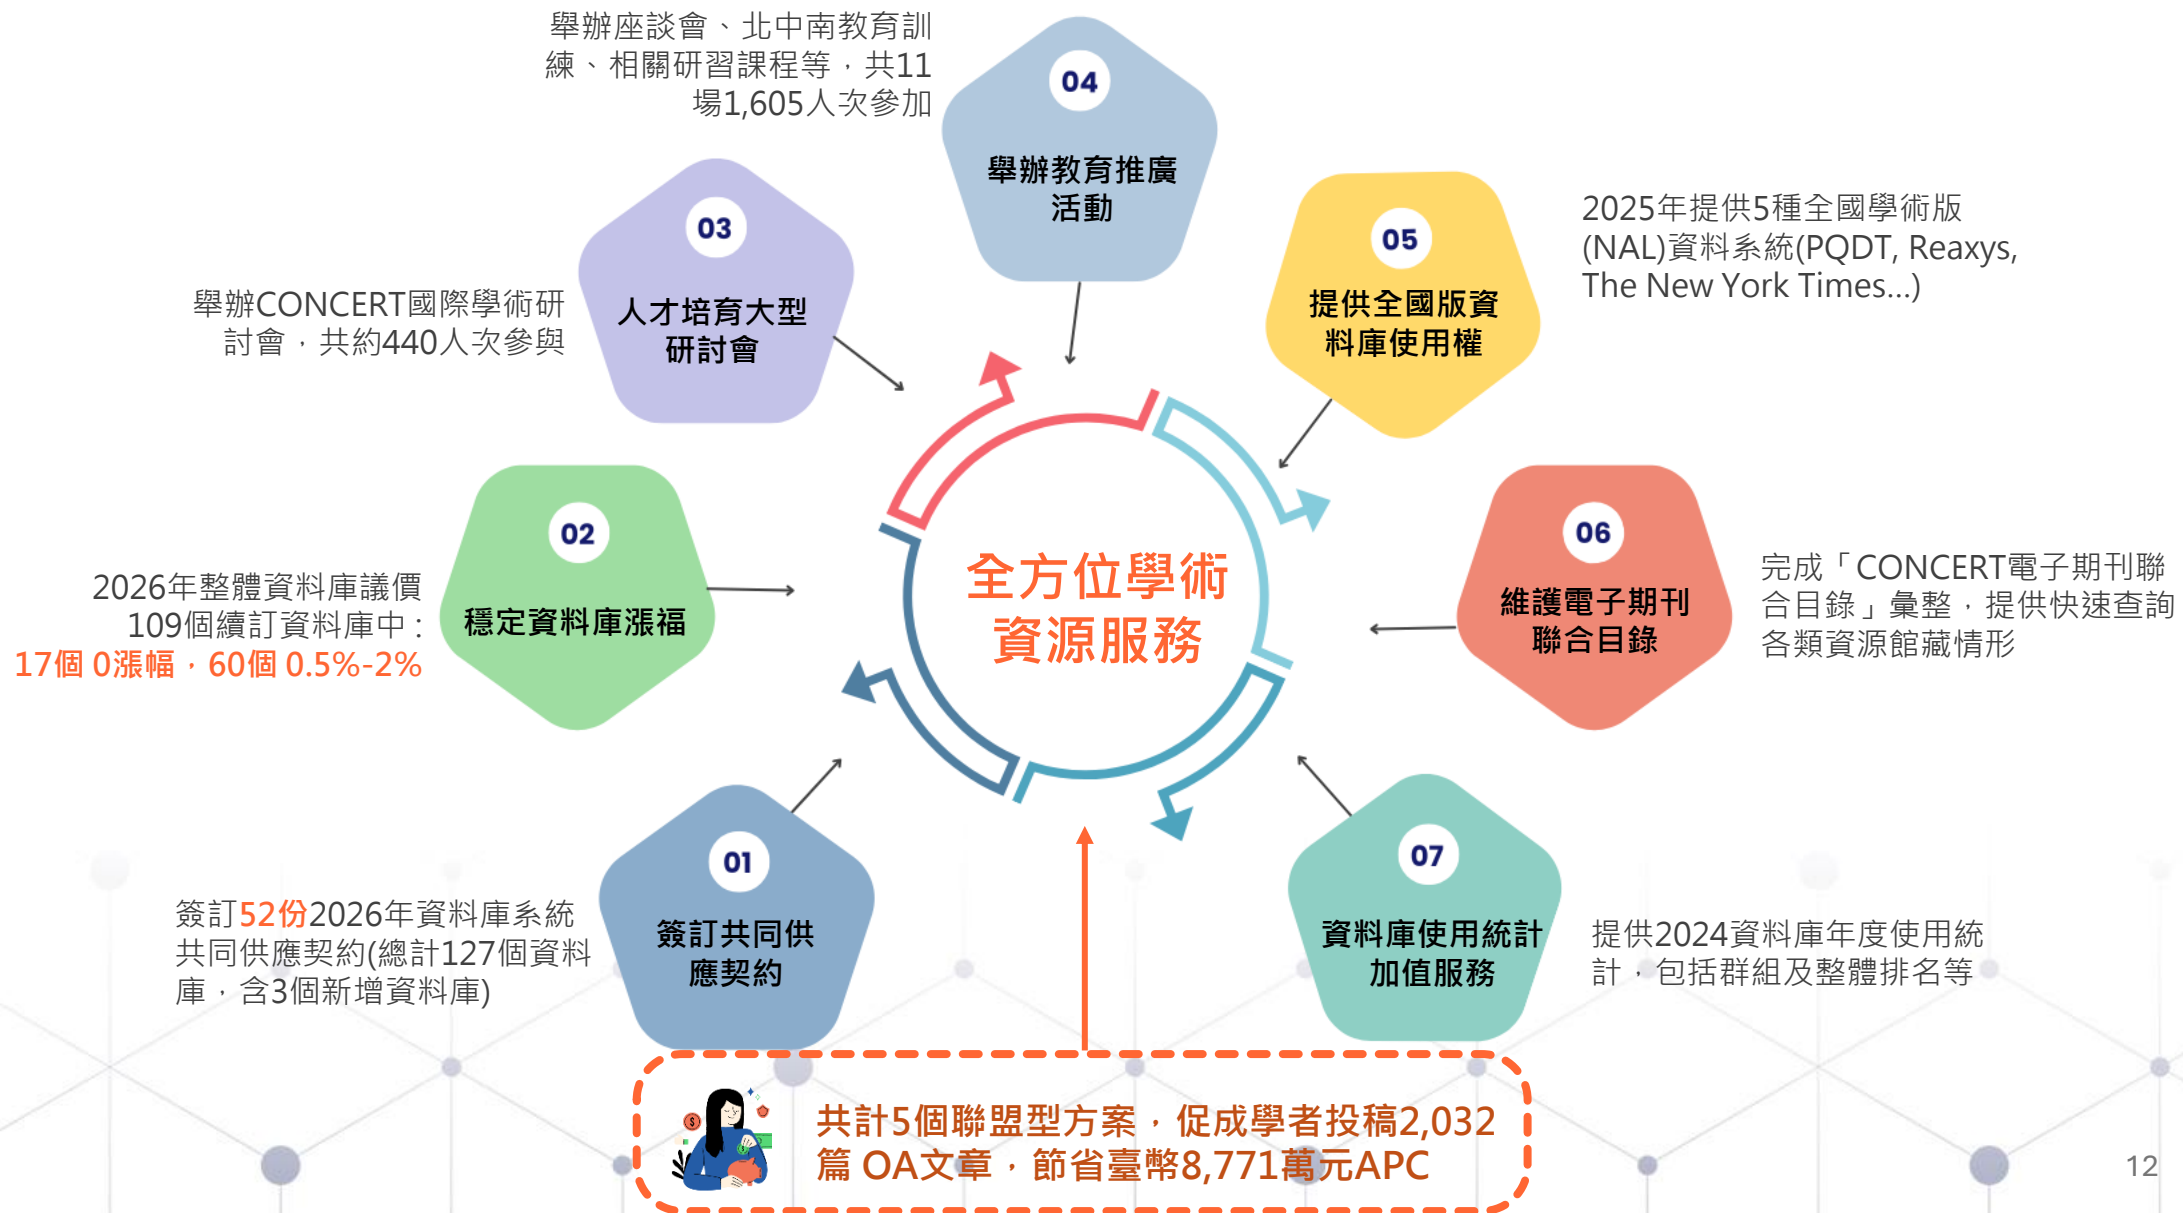 舉辦座談會、北中南教育訓
練、相關研習課程等，共11
場1,605人次參加
04
舉辦教育推廣
活動
03
人才培育大型
研討會
舉辦CONCERT國際學術研
討會，共約440人次參與
05
提供全國版資
料庫使用權
2025年提供5種全國學術版
(NAL)資料系統(PQDT, Reaxys,
The New York Times...)
02
穩定資料庫漲福
2026年整體資料庫議價
109個續訂資料庫中：
17個 0漲幅，60個 0.5%-2%
全方位學術
資源服務
06
維護電子期刊
聯合目錄
完成「CONCERT電子期刊聯
合目錄」彙整，提供快速查詢
各類資源館藏情形
01
簽訂共同供
應契約
簽訂52份2026年資料庫系統
共同供應契約(總計127個資料
庫，含3個新增資料庫)
07
資料庫使用統計
加值服務
提供2024資料庫年度使用統
計，包括群組及整體排名等
共計5個聯盟型方案，促成學者投稿2,032
篇 OA文章，節省臺幣8,771萬元APC
12